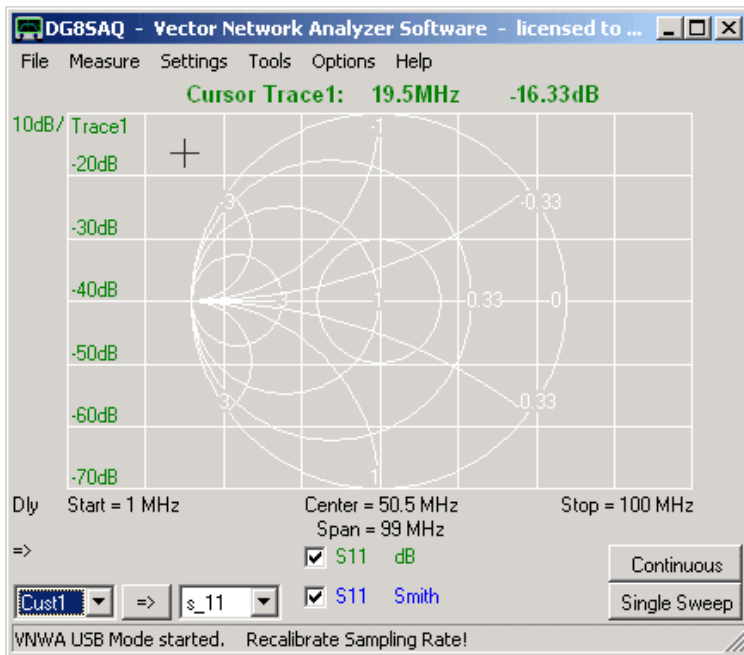 DG8SAQ - Vector Network Analyzer Software - licensed to ...
File Measure Settings Tools Options Help
Cursor Trace1: 19.5MHz -16.33dB
10dB/ Trace1
-1
-20dB
-3 -0.33
-30dB
-40dB
3 1 0.33 0
-50dB
3 0.33
-60dB
-70dB
1
Dly Start = 1 MHz Center = 50.5 MHz Stop = 100 MHz
Span = 99 MHz
=> S11 dB
Continuous
Cust1 => s_11 S11 Smith
Single Sweep
VNWA USB Mode started. Recalibrate Sampling Rate!